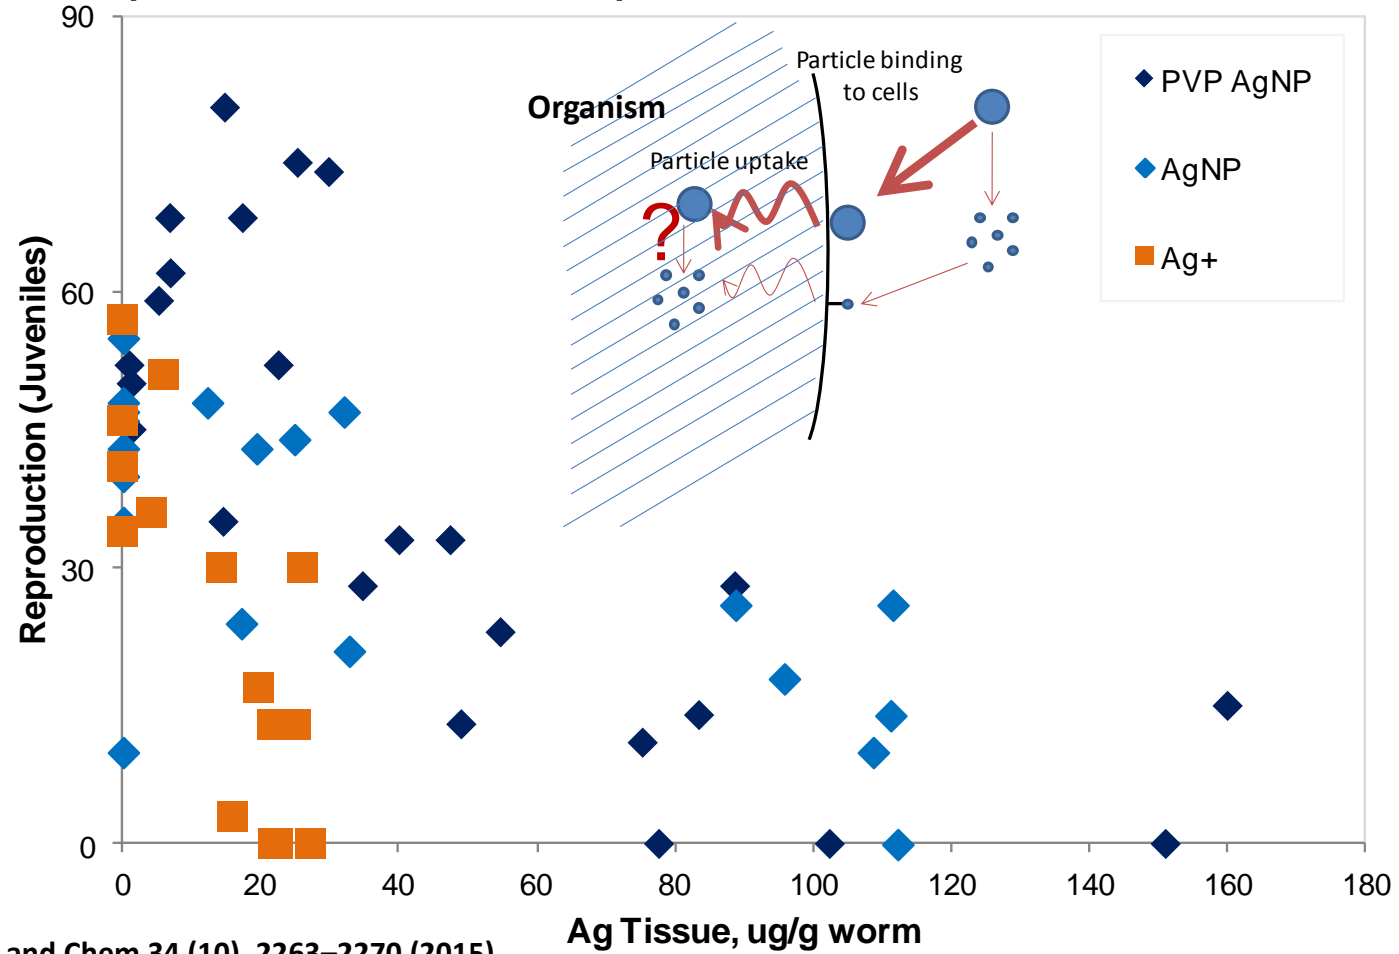 90
60
30
0
Reproduction (Juveniles)
Organism
Particle binding
to cells
Particle uptake
?
PVP AgNP
AgNP
Ag+
0 20 40 60 80 100 120 140 160 180
Ag Tissue, ug/g worm
and Chem 34 (10), 2263–2270 (2015)